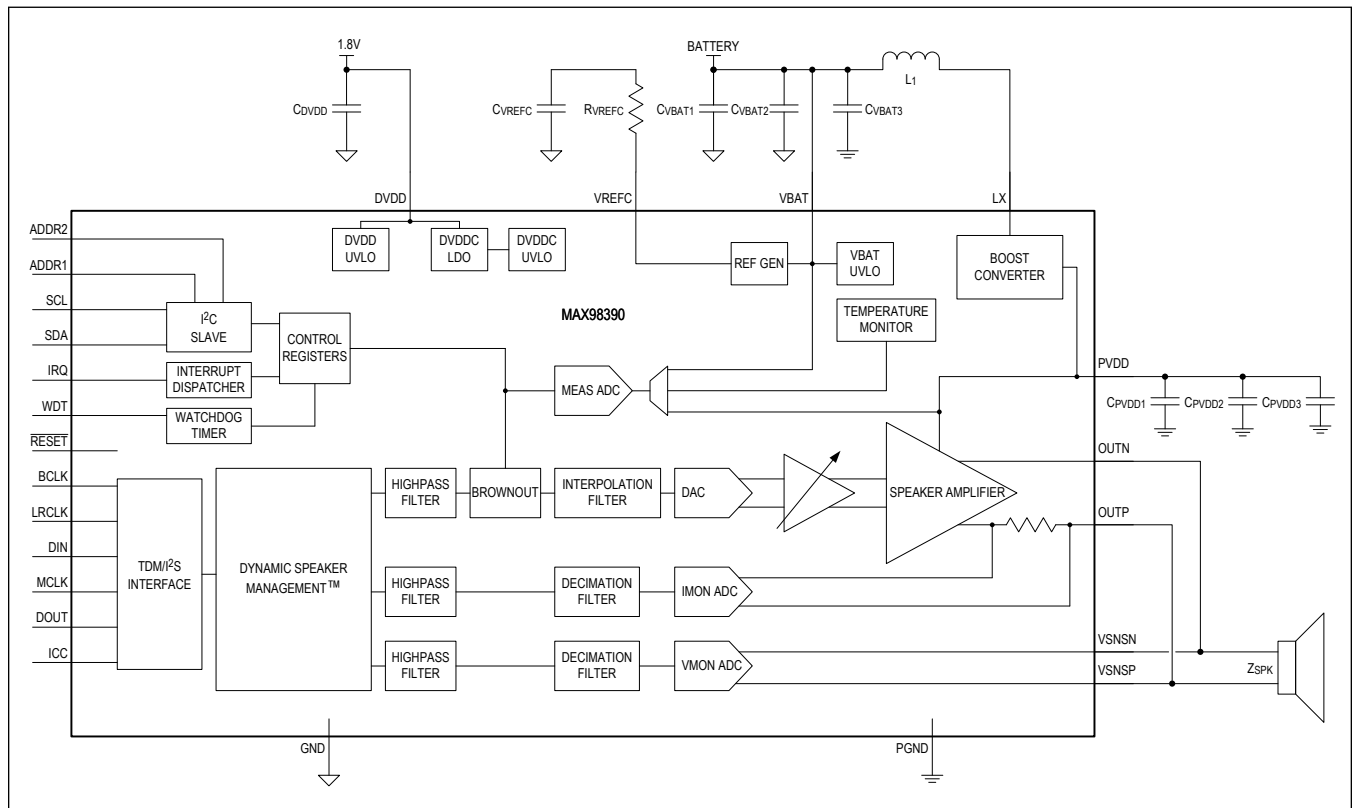 1.8V
BATTERY
L1
CDVDD
CVREFC
RVREFC
CVBAT1
CVBAT2
CVBAT3
DVDD
VREFC
VBAT
LX
ADDR2
ADDR1
SCL
SDA
IRQ
WDT
RESET
BCLK
LRCLK
DIN
MCLK
DOUT
ICC
DVDD
UVLO
DVDDC
LDO
DVDDC
UVLO
REF GEN
VBAT
UVLO
BOOST
CONVERTER
MAX98390
TEMPERATURE
MONITOR
I2C
SLAVE
CONTROL
REGISTERS
INTERRUPT
DISPATCHER
WATCHDOG
TIMER
MEAS ADC
PVDD
CPVDD1
CPVDD2
CPVDD3
OUTN
OUTP
TDM/I2S
INTERFACE
DYNAMIC SPEAKER
MANAGEMENT™
HIGHPASS
FILTER
BROWNOUT
INTERPOLATION
FILTER
DAC
SPEAKER AMPLIFIER
HIGHPASS
FILTER
DECIMATION
FILTER
IMON ADC
HIGHPASS
FILTER
DECIMATION
FILTER
VMON ADC
VSNSN
VSNSP
ZSPK
GND
PGND